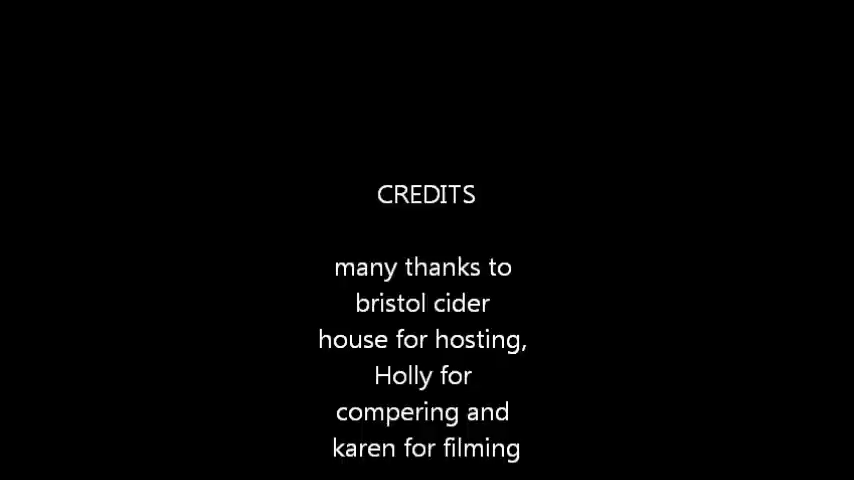 CREDITS
many thanks to
bristol cider
house for hosting,
Holly for
compering and
karen for filming